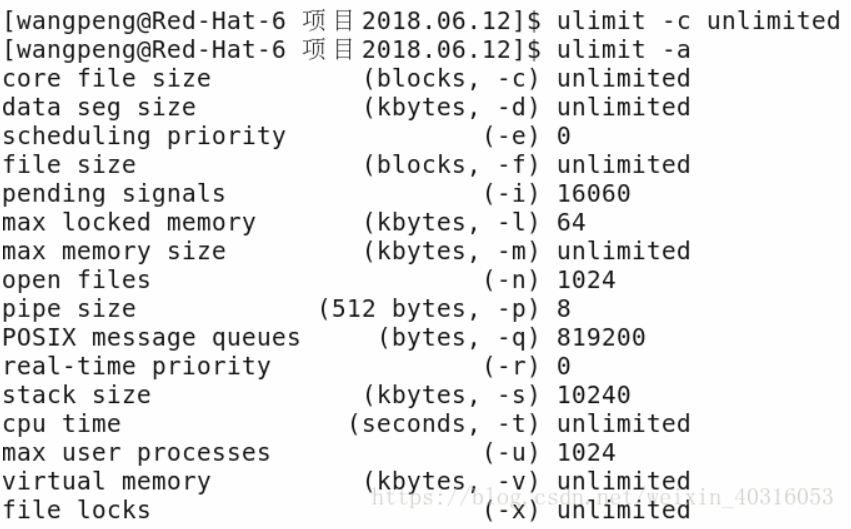 [wangpeng@Red-Hat-6 项目2018.06.12]$ ulimit -c unlimited
[wangpeng@Red-Hat-6 项目2018.06.12]$ ulimit -a
core file size          (blocks, -c) unlimited
data seg size           (kbytes, -d) unlimited
scheduling priority             (-e) 0
file size               (blocks, -f) unlimited
pending signals                 (-i) 16060
max locked memory       (kbytes, -l) 64
max memory size         (kbytes, -m) unlimited
open files                      (-n) 1024
pipe size            (512 bytes, -p) 8
POSIX message queues     (bytes, -q) 819200
real-time priority              (-r) 0
stack size              (kbytes, -s) 10240
cpu time               (seconds, -t) unlimited
max user processes              (-u) 1024
virtual memory          (kbytes, -v) unlimited
https://blog.csdn.net/weixin_40316053
file locks                      (-x) unlimited